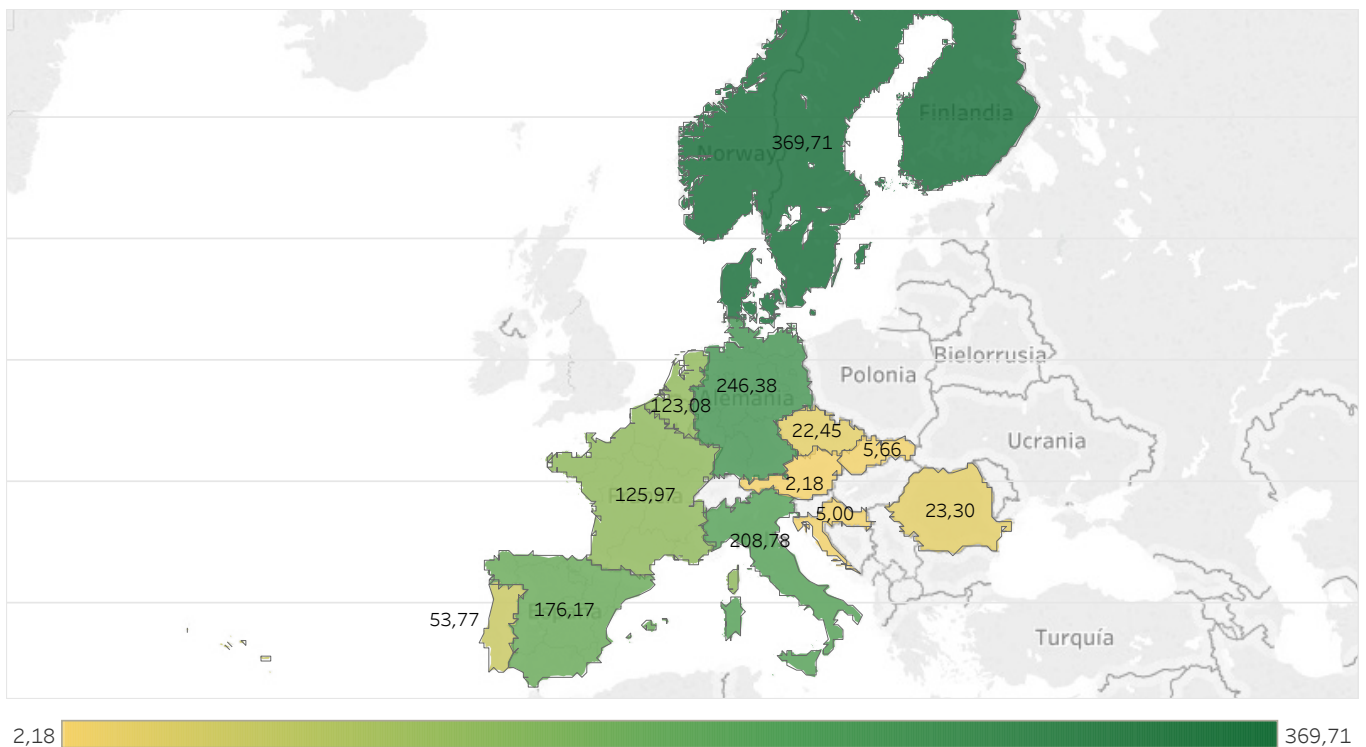 Finlandia
369,71
Norway
Bielorrusia
Polonia
246,38
Alemania
123,08
22,45
Ucrania
5,66
2,18
125,97
5,00
23,30
208,78
176,17
53,77
Turquía
2,18
369,71